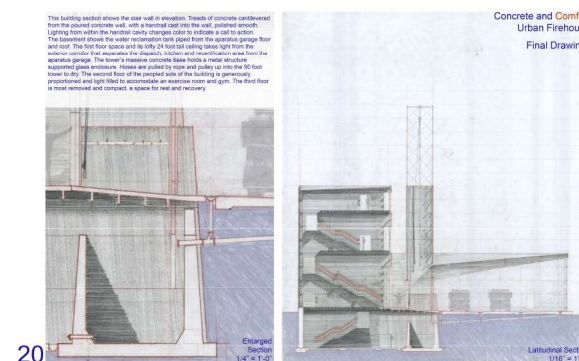 This building section shows the stair wall in elevation. Treads of concrete cantilevered
from the poured concrete wall, with a handrail cast into the wall, polished smooth.
Lighting from within the handrail cavity changes color to indicate a call to action.
The basement shows the water reclamation tank piped from the aparatus garage floor
and roof. The first floor space and its lofty 24 foot tall ceiling takes light from the
exterior corridor that seperates the dispatch, kitchen and recertification area from the
aparatus garage. The tower's massive concrete base holds a metal structure
supported glass enclosure. Hoses are pulled by rope and pulley up into the 90 foot
tower to dry. The second floor of the peopled side of the building is generously
proportioned and light filled to accomodate an exercise room and gym. The third floor
is most removed and compact, a space for rest and recovery.
Concrete and Comf
Urban Firehou
Final Drawin
Enlarged
Section
1/4" = 1'-0"
Latitudinal Secti
1/16" = 1'
20